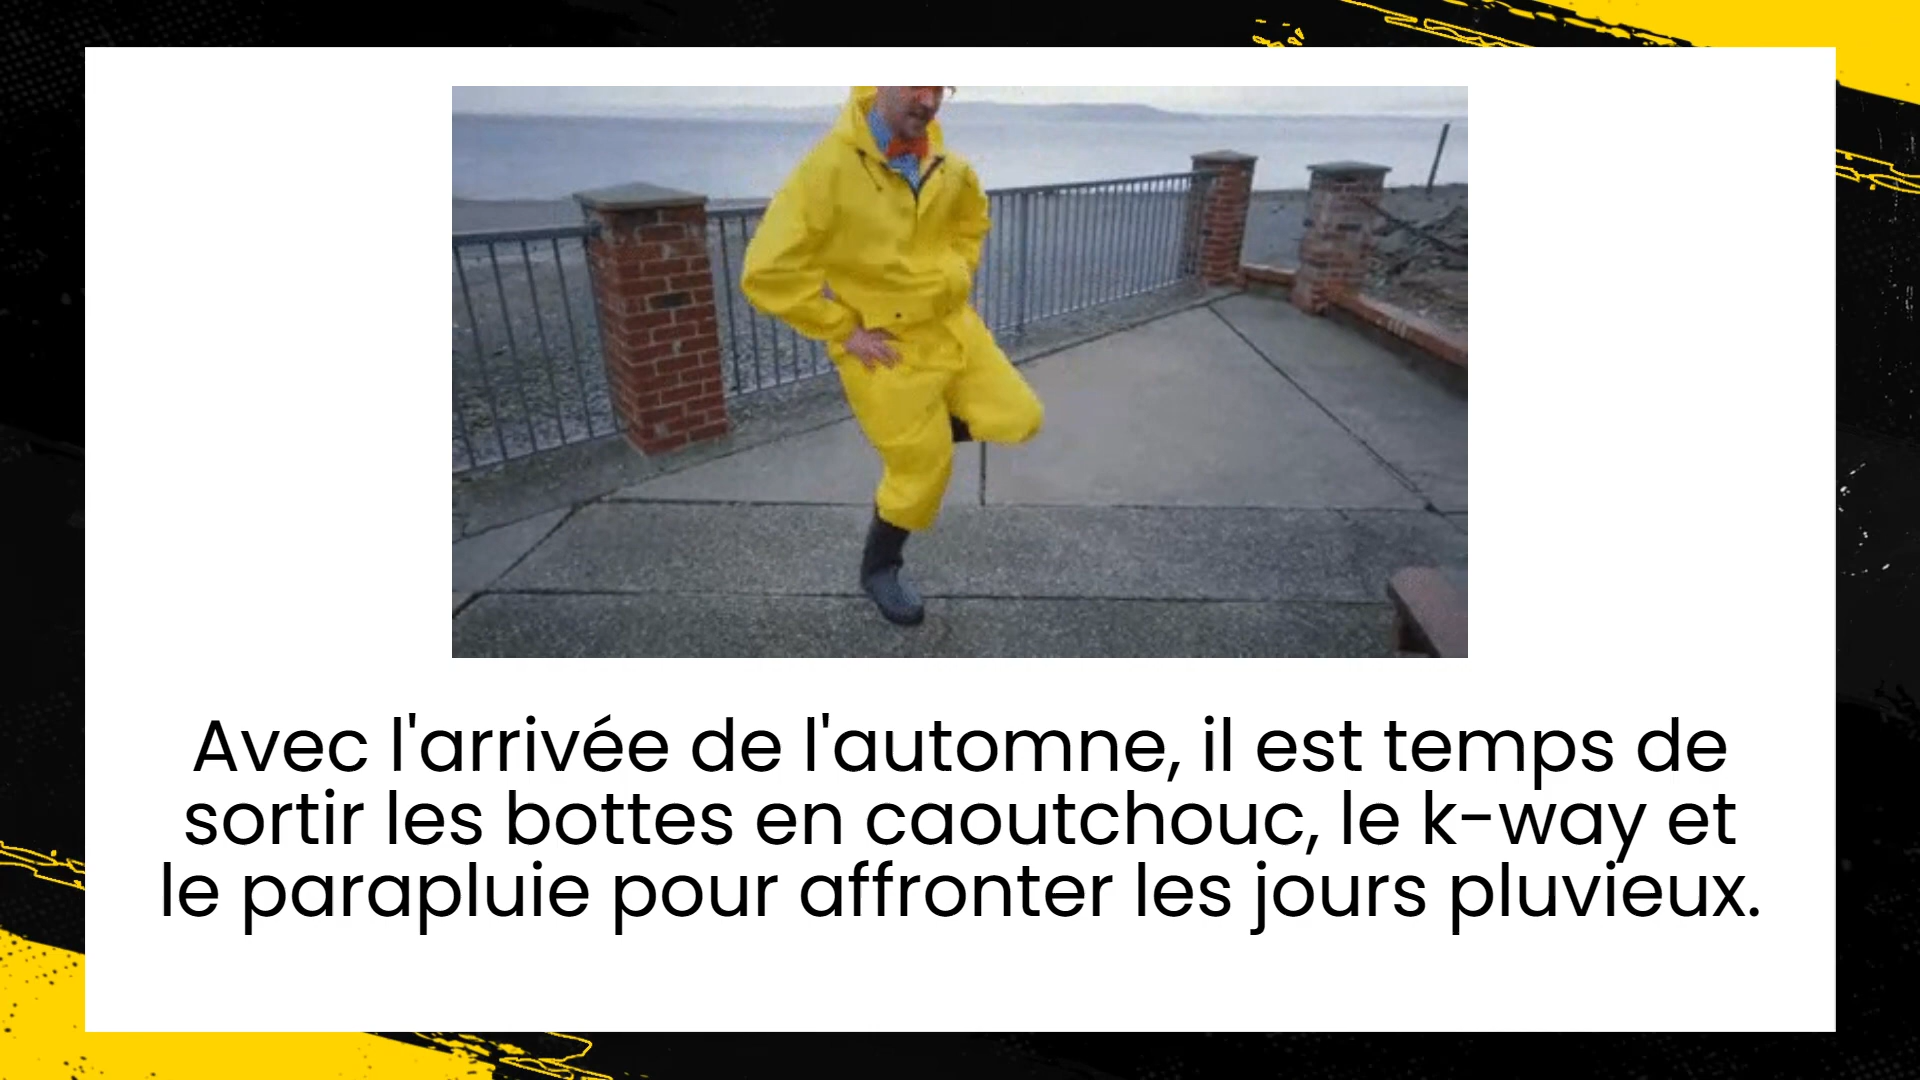 Avec l'arrivée de l'automne, il est temps de
sortir les bottes en caoutchouc, le k-way et
le parapluie pour affronter les jours pluvieux.